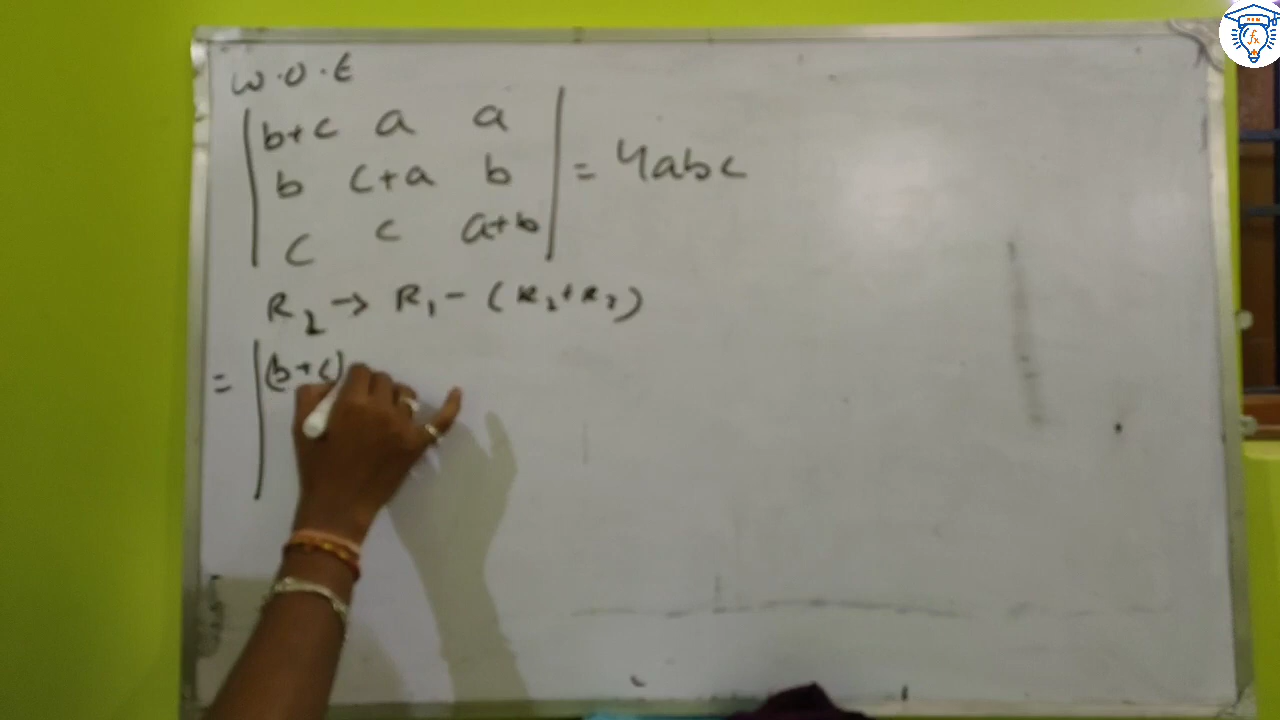 W.O.E
| b+c a a |
| b c+a b | = 4abc
| c c a+b |
R₂ → R₁ - (R₂+R₃)
= | (b+c)